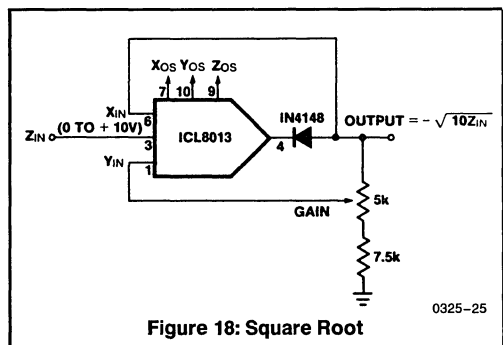 XOS YOS ZOS
7 10 9
XIN
6
IN4148
OUTPUT = - √10ZIN
ZIN (0 TO + 10V)
3
ICL8013
4
YIN
1
GAIN
5k
7.5k
0325-25
Figure 18: Square Root